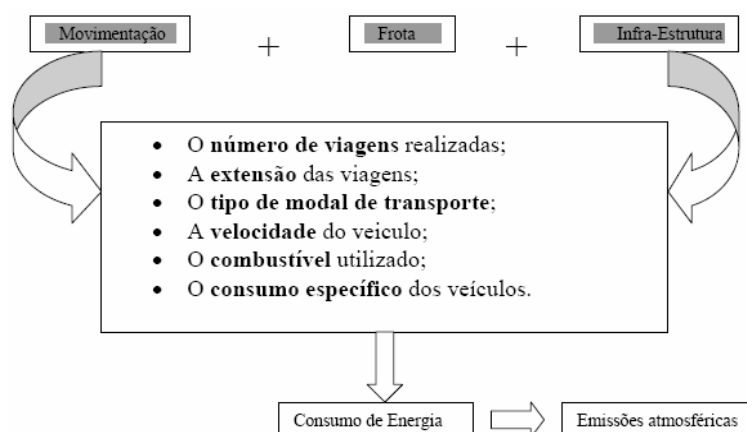 Movimentação + Frota + Infra-Estrutura
• O número de viagens realizadas;
• A extensão das viagens;
• O tipo de modal de transporte;
• A velocidade do veiculo;
• O combustível utilizado;
• O consumo específico dos veículos.
Consumo de Energia
Emissões atmosféricas